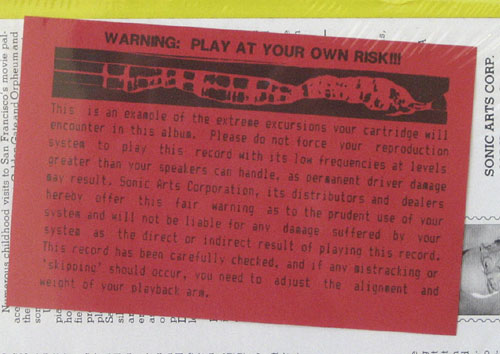 WARNING: PLAY AT YOUR OWN RISK!!!
This is an example of the extreme excursions your cartridge will
encounter in this album. Please do not force your reproduction
system to play this record with its low frequencies at levels
greater than your speakers can handle, as permanent driver damage
may result. Sonic Arts Corporation, its distributors and dealers
hereby offer this fair warning as to the prudent use of your
system and will not be liable for any damage suffered by your
system as the direct or indirect result of playing this record.
This record has been carefully checked, and if any mistracking or
'skipping' should occur, you need to adjust the alignment and
weight of your playback arm.
SONIC ARTS CORP.
Numerous childhood visits to San Francisco's movie pal-
Gate and Orpheum and